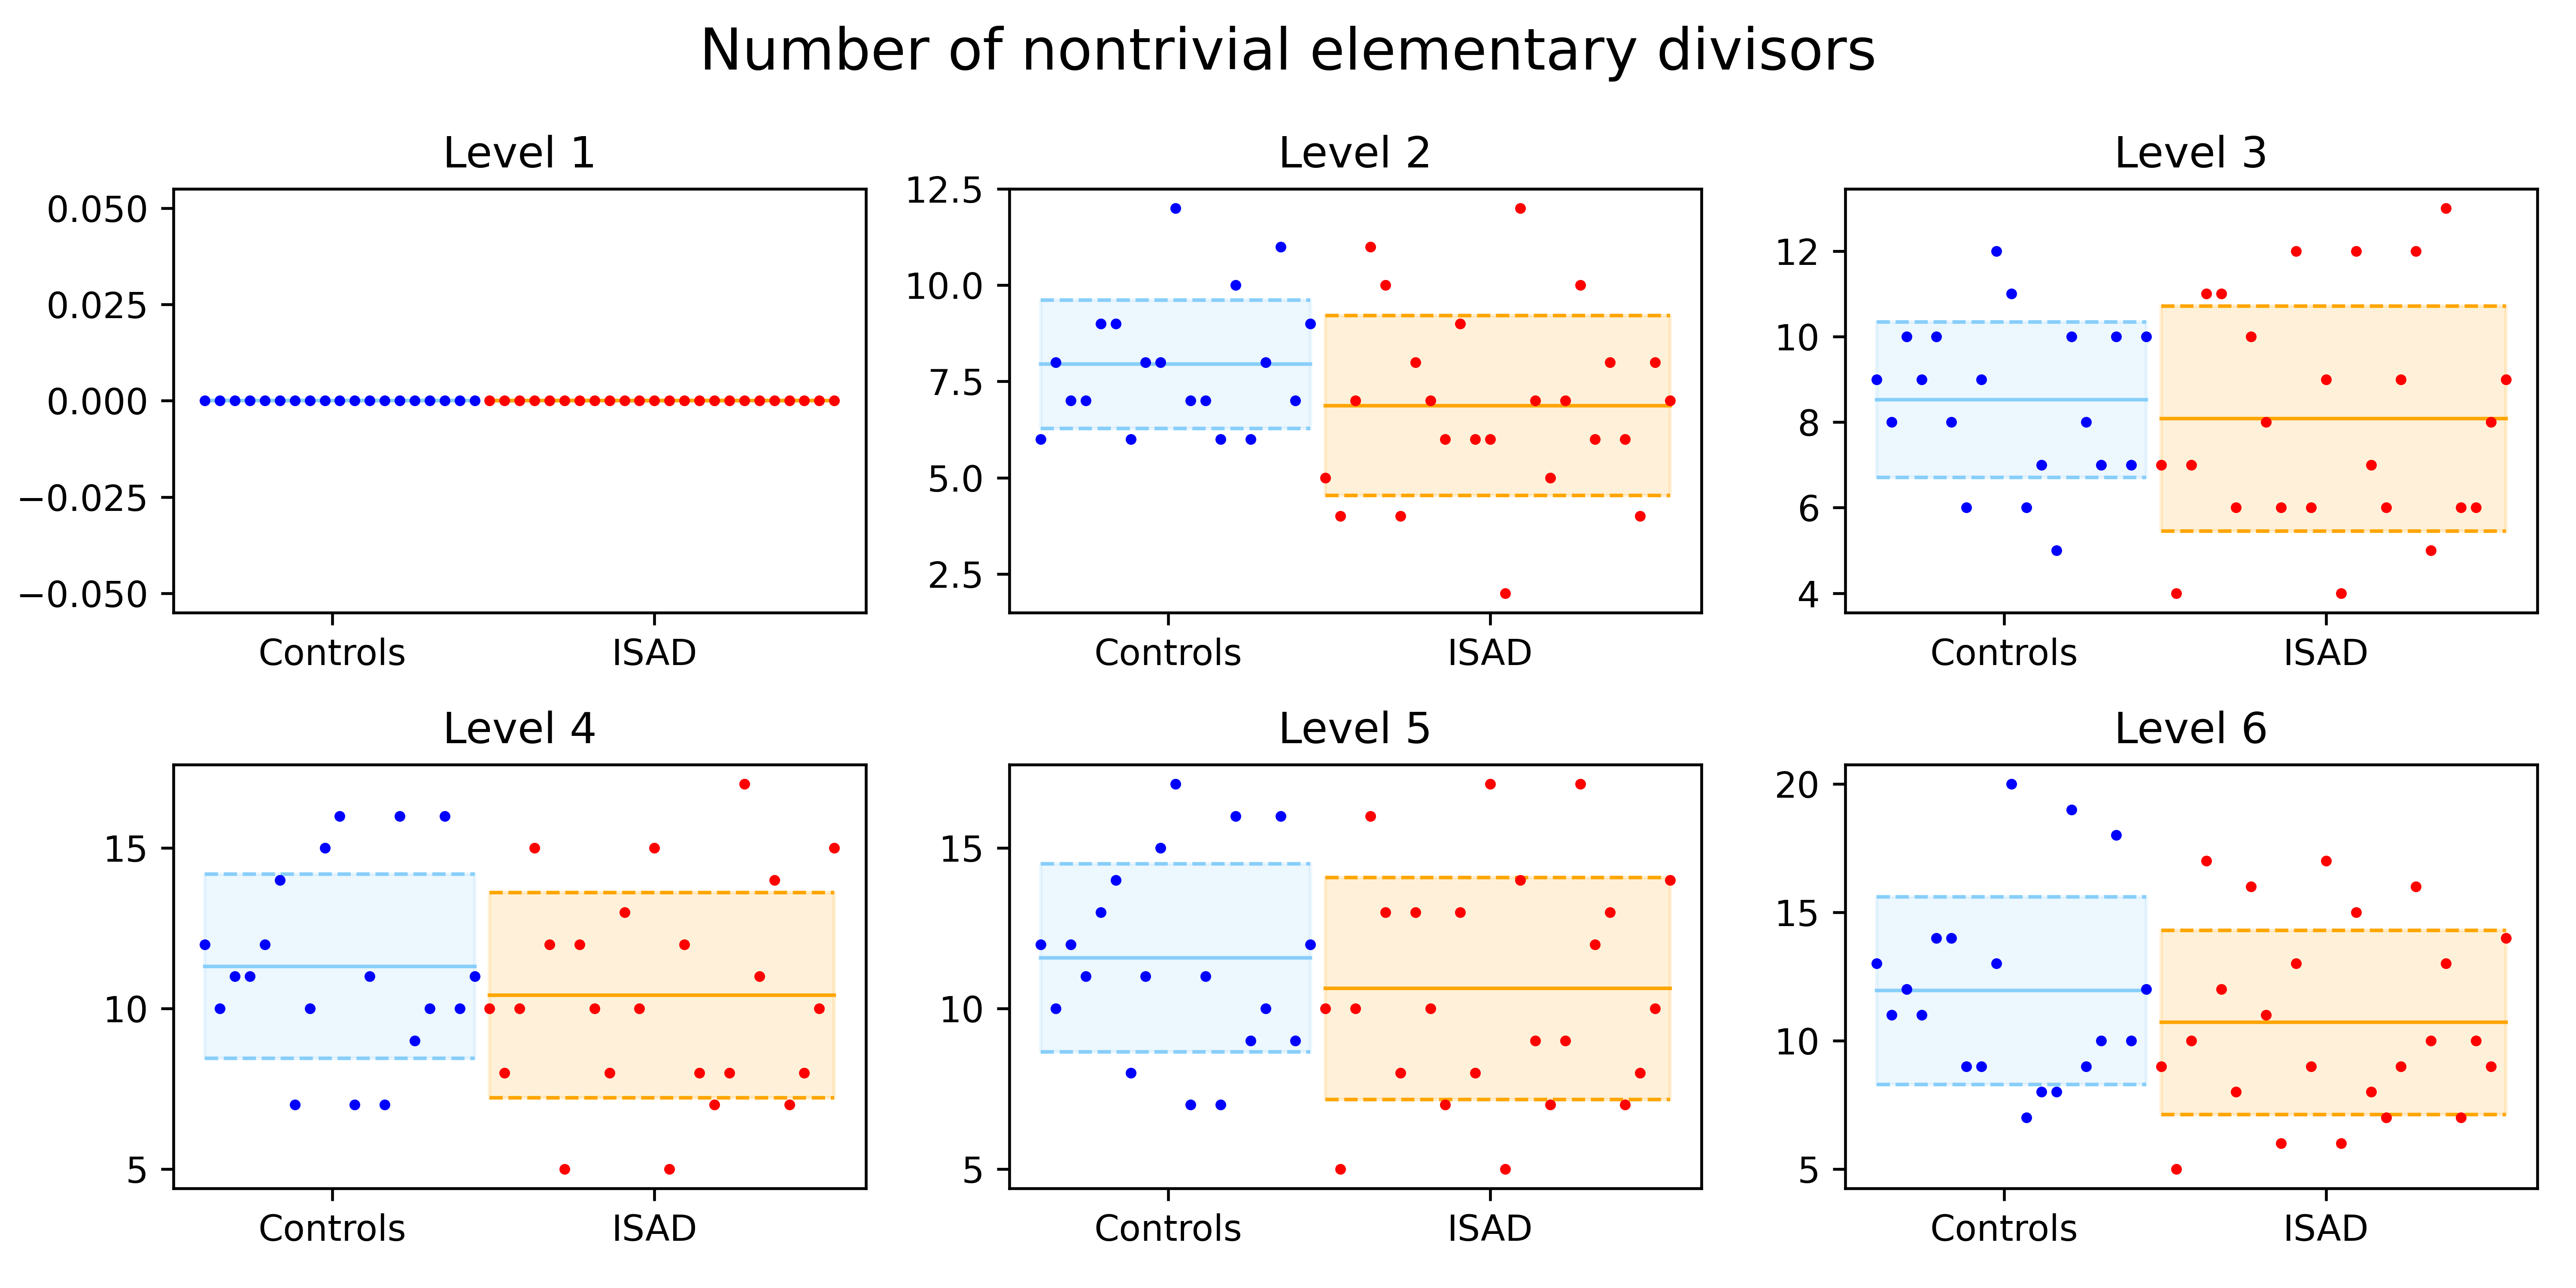 Number of nontrivial elementary divisors
Level 1
0.050
0.025
0.000
−0.025
−0.050
Controls ISAD
Level 2
12.5
10.0
7.5
5.0
2.5
Controls ISAD
Level 3
12
10
8
6
4
Controls ISAD
Level 4
15
10
5
Controls ISAD
Level 5
15
10
5
Controls ISAD
Level 6
20
15
10
5
Controls ISAD